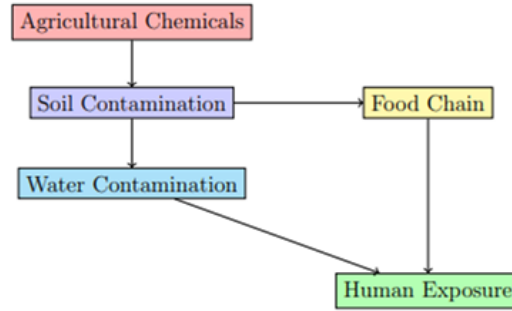 Agricultural Chemicals
Soil Contamination
Food Chain
Water Contamination
Human Exposure